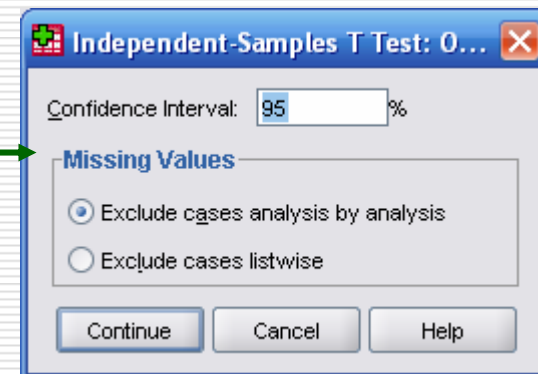 Independent-Samples T Test: O...
Confidence Interval: 95 %
Missing Values
Exclude cases analysis by analysis
Exclude cases listwise
Continue Cancel Help